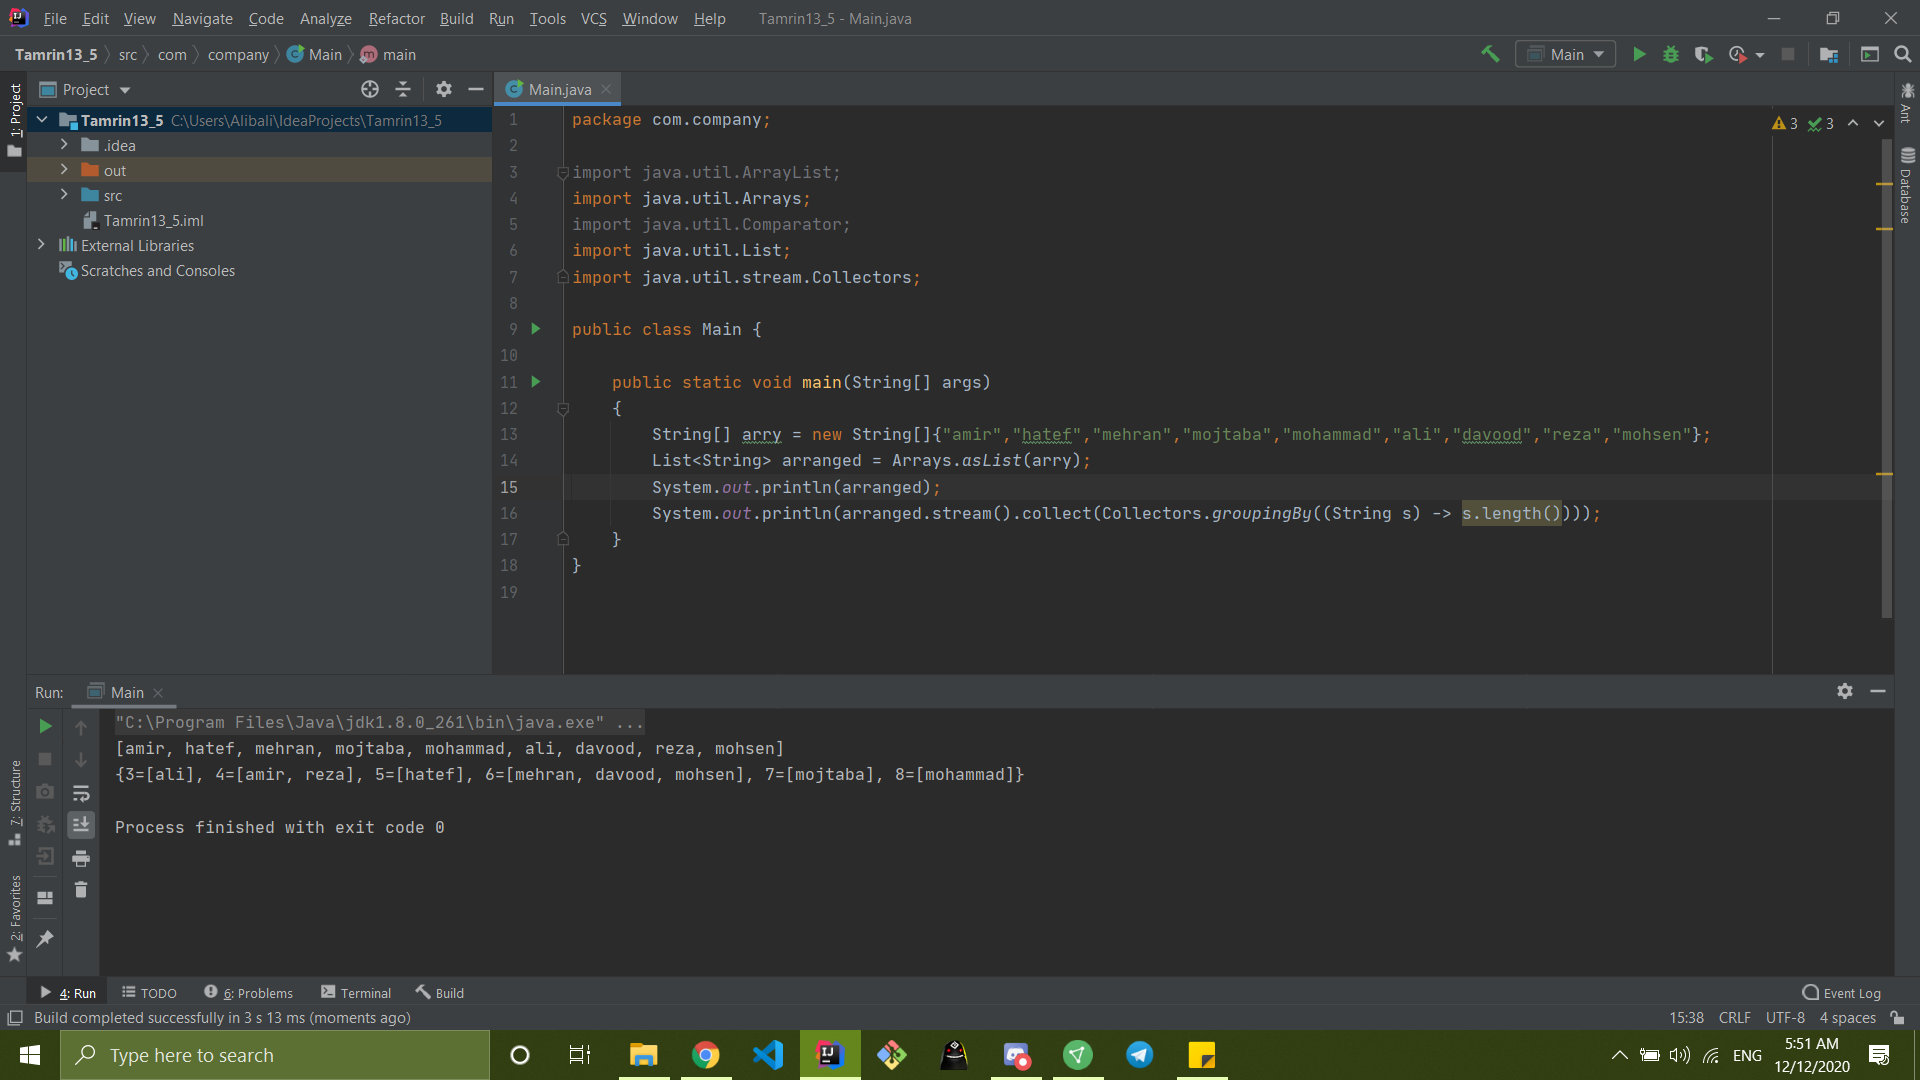 File Edit View Navigate Code Analyze Refactor Build Run Tools VCS Window Help Tamrin13_5 - Main.java
Tamrin13_5 src com company Main main
Main
1: Project
Project
Main.java
Tamrin13_5 C:\Users\Alibali\IdeaProjects\Tamrin13_5
.idea
out
src
Tamrin13_5.iml
External Libraries
Scratches and Consoles
3 3
Ant
Database
1 package com.company;
2
3 import java.util.ArrayList;
4 import java.util.Arrays;
5 import java.util.Comparator;
6 import java.util.List;
7 import java.util.stream.Collectors;
8
9 public class Main {
10
11 public static void main(String[] args)
12 {
13 String[] arry = new String[]{"amir","hatef","mehran","mojtaba","mohammad","ali","davood","reza","mohsen"};
14 List<String> arranged = Arrays.asList(arry);
15 System.out.println(arranged);
16 System.out.println(arranged.stream().collect(Collectors.groupingBy((String s) -> s.length())));
17 }
18 }
19
Run: Main
"C:\Program Files\Java\jdk1.8.0_261\bin\java.exe" ...
[amir, hatef, mehran, mojtaba, mohammad, ali, davood, reza, mohsen]
{3=[ali], 4=[amir, reza], 5=[hatef], 6=[mehran, davood, mohsen], 7=[mojtaba], 8=[mohammad]}
Process finished with exit code 0
7: Structure
2: Favorites
4: Run TODO 6: Problems Terminal Build Event Log
Build completed successfully in 3 s 13 ms (moments ago) 15:38 CRLF UTF-8 4 spaces
Type here to search
ENG
5:51 AM
12/12/2020